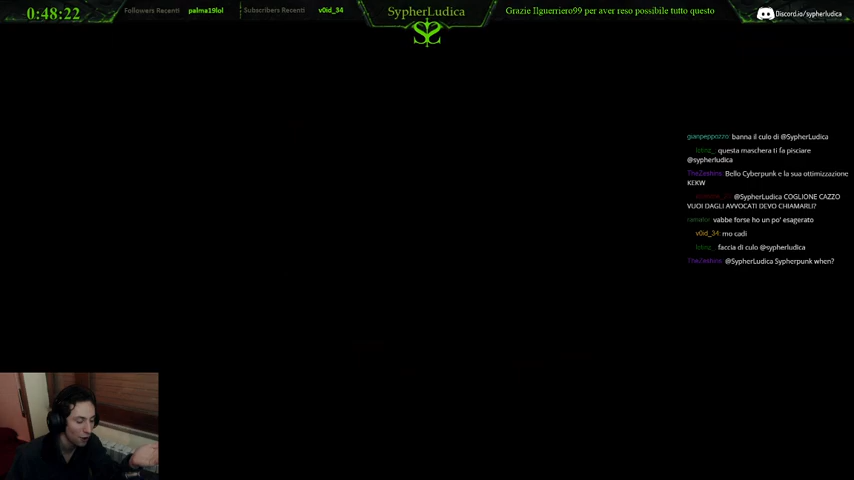 0:48:22
Followers Recenti palma19lol
Subscribers Recenti v0id_34
SypherLudica
Grazie Ilguerriero99 per aver reso possibile tutto questo
Discord.io/sypherludica
gianpeppozzo: banna il culo di @SypherLudica
questa maschera ti fa pisciare
@sypherludica
TheZeshins: Bello Cyberpunk e la sua ottimizzazione
KEKW
@SypherLudica COGLIONE CAZZO
VUOI DAGLI AVVOCATI DEVO CHIAMARLI?
vabbe forse ho un po' esagerato
v0id_34: mo cadi
faccia di culo @sypherludica
TheZeshins: @SypherLudica Sypherpunk when?